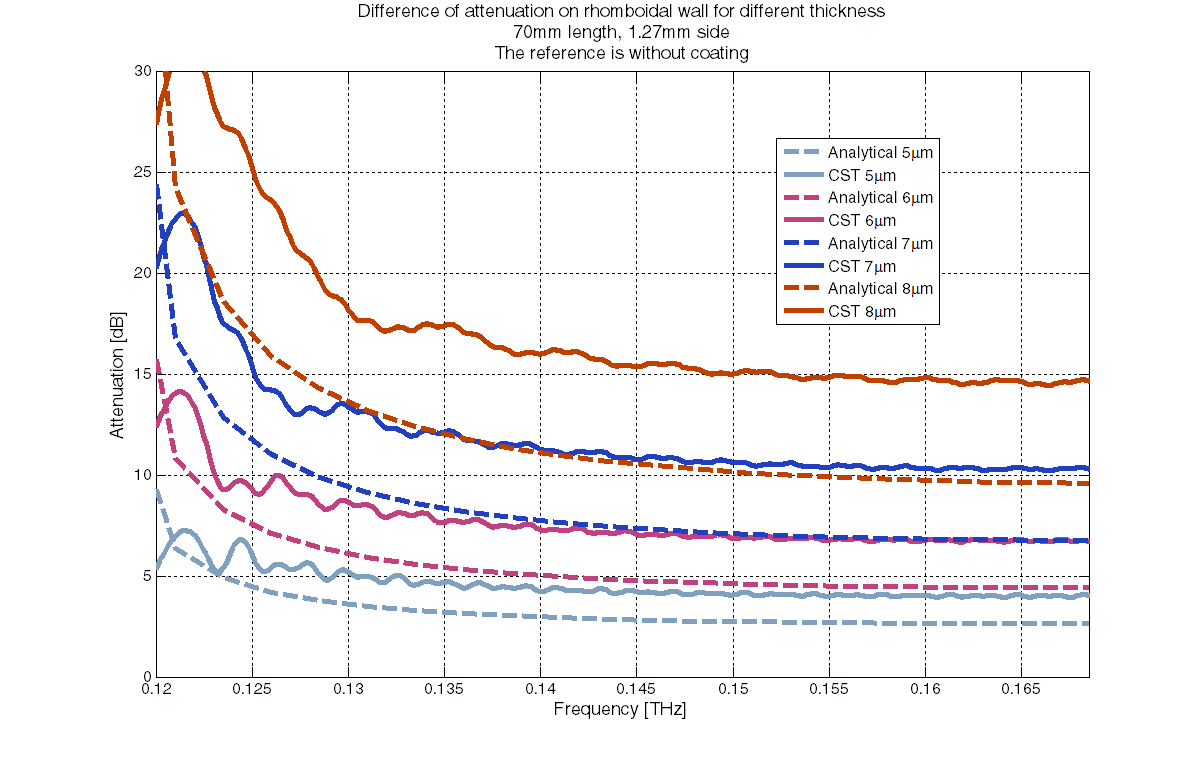 Difference of attenuation on rhomboidal wall for different thickness
70mm length, 1.27mm side
The reference is without coating
30
25
20
15
10
5
0
Attenuation [dB]
Analytical 5μm
CST 5μm
Analytical 6μm
CST 6μm
Analytical 7μm
CST 7μm
Analytical 8μm
CST 8μm
0.12 0.125 0.13 0.135 0.14 0.145 0.15 0.155 0.16 0.165
Frequency [THz]